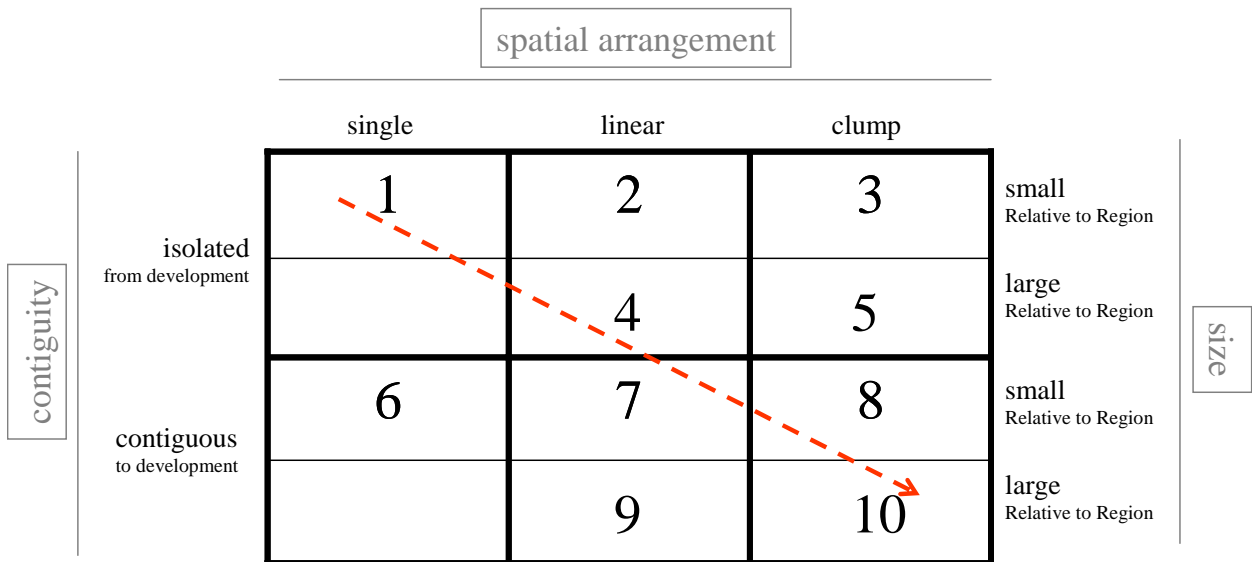 spatial arrangement
single linear clump
1 2 3
small
Relative to Region
isolated
from development
4 5
large
Relative to Region
contiguity
size
6 7 8
small
Relative to Region
contiguous
to development
9 10
large
Relative to Region